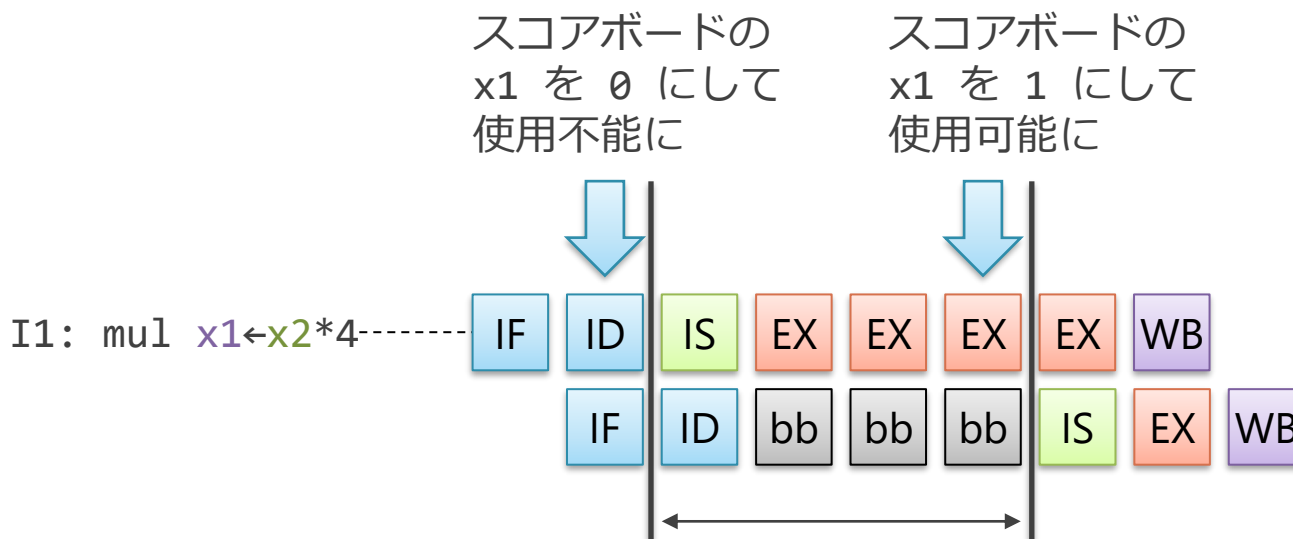 スコアボードの
x1 を 0 にして
使用不能に
スコアボードの
x1 を 1 にして
使用可能に
I1: mul x1←x2*4
IF ID IS EX EX EX EX WB
IF ID bb bb bb IS EX WB